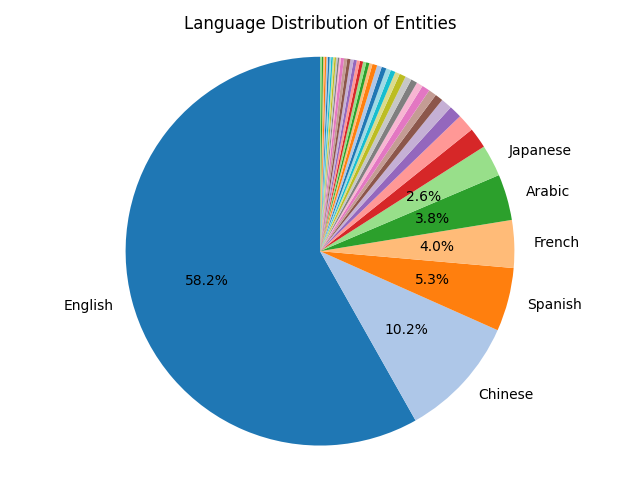 Language Distribution of Entities
Japanese
2.6%
Arabic
3.8%
French
4.0%
Spanish
5.3%
English
58.2%
Chinese
10.2%